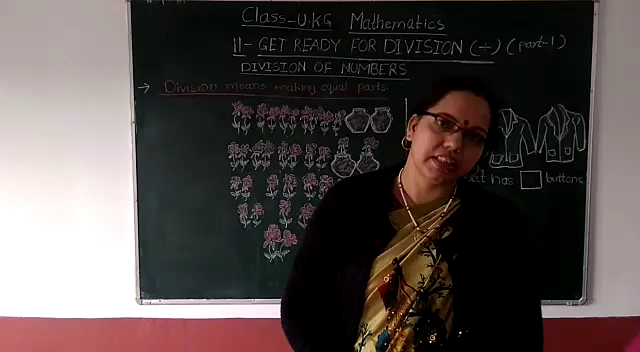 Class-U.KG Mathematics
11- GET READY FOR DIVISION (÷) (part-1)
DIVISION OF NUMBERS
→ Division means making equal parts.
has □ buttons